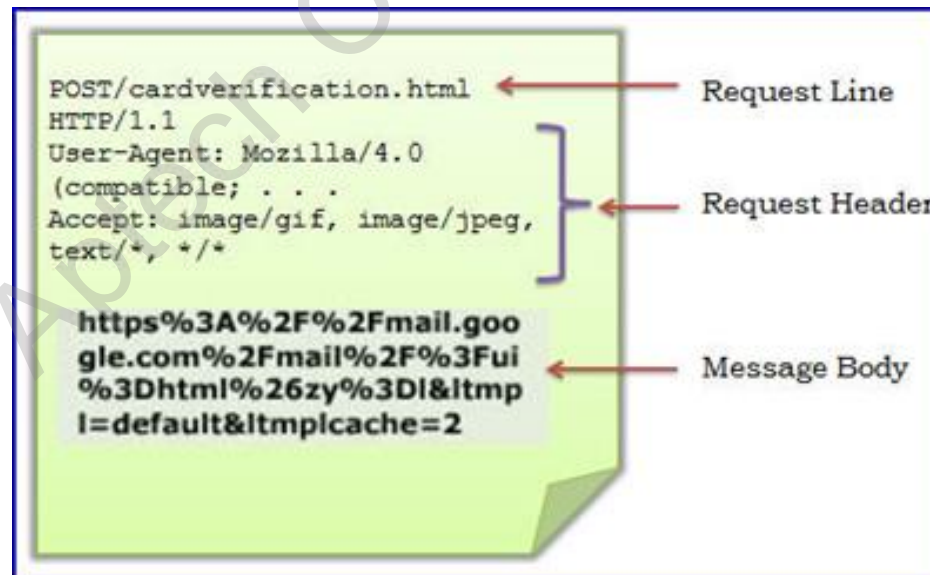 POST/cardverification.html
Request Line
HTTP/1.1
User-Agent: Mozilla/4.0
(compatible; . . .
Accept: image/gif, image/jpeg,
text/*, */*
Request Header
https%3A%2F%2Fmail.goo
gle.com%2Fmail%2F%3Fui
%3Dhtml%26zy%3Dl&ltmp
l=default&ltmplcache=2
Message Body
Aptech